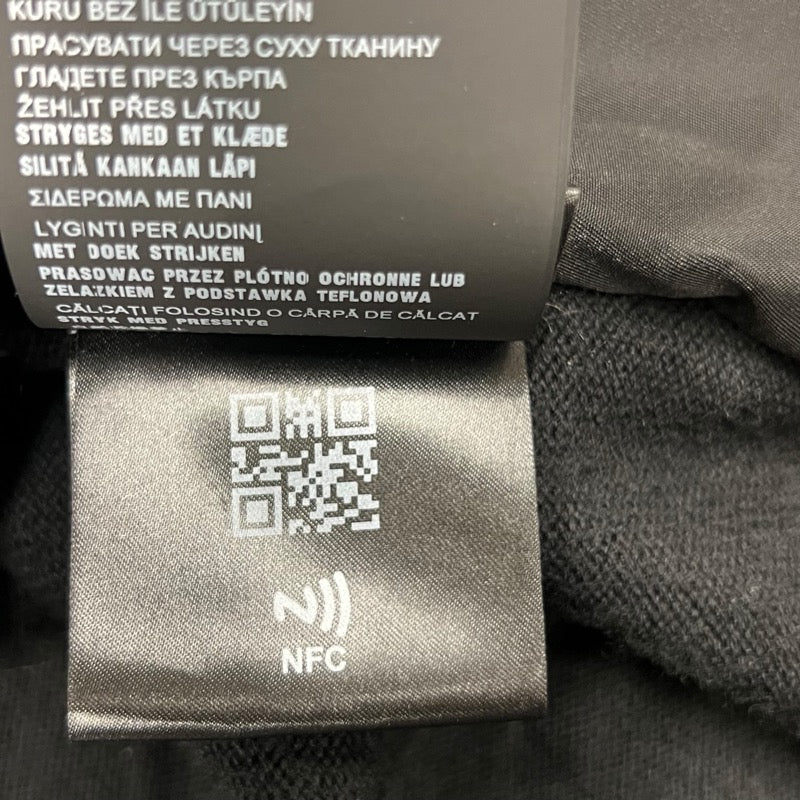 KURU BEZ İLE ÜTÜLEYİN
ПРАСУВАТИ ЧЕРЕЗ СУХУ ТКАНИНУ
ГЛАДЕТЕ ПРЕЗ КЪРПА
ŽEHLIT PŘES LÁTKU
STRYGES MED ET KLÆDE
SILITÄ KANKAAN LÄPI
ΣΙΔΕΡΩΜΑ ΜΕ ΠΑΝΙ
LYGINTI PER AUDINĮ
MET DOEK STRIJKEN
PRASOWAC PRZEZ PLÓTNO OCHRONNE LUB
ZELAZKIEM Z PODSTAWKA TEFLONOWA
CĂLCAȚI FOLOSIND O CÂRPĂ DE CĂLCAT
STRYK MED PRESSTYG
NFC